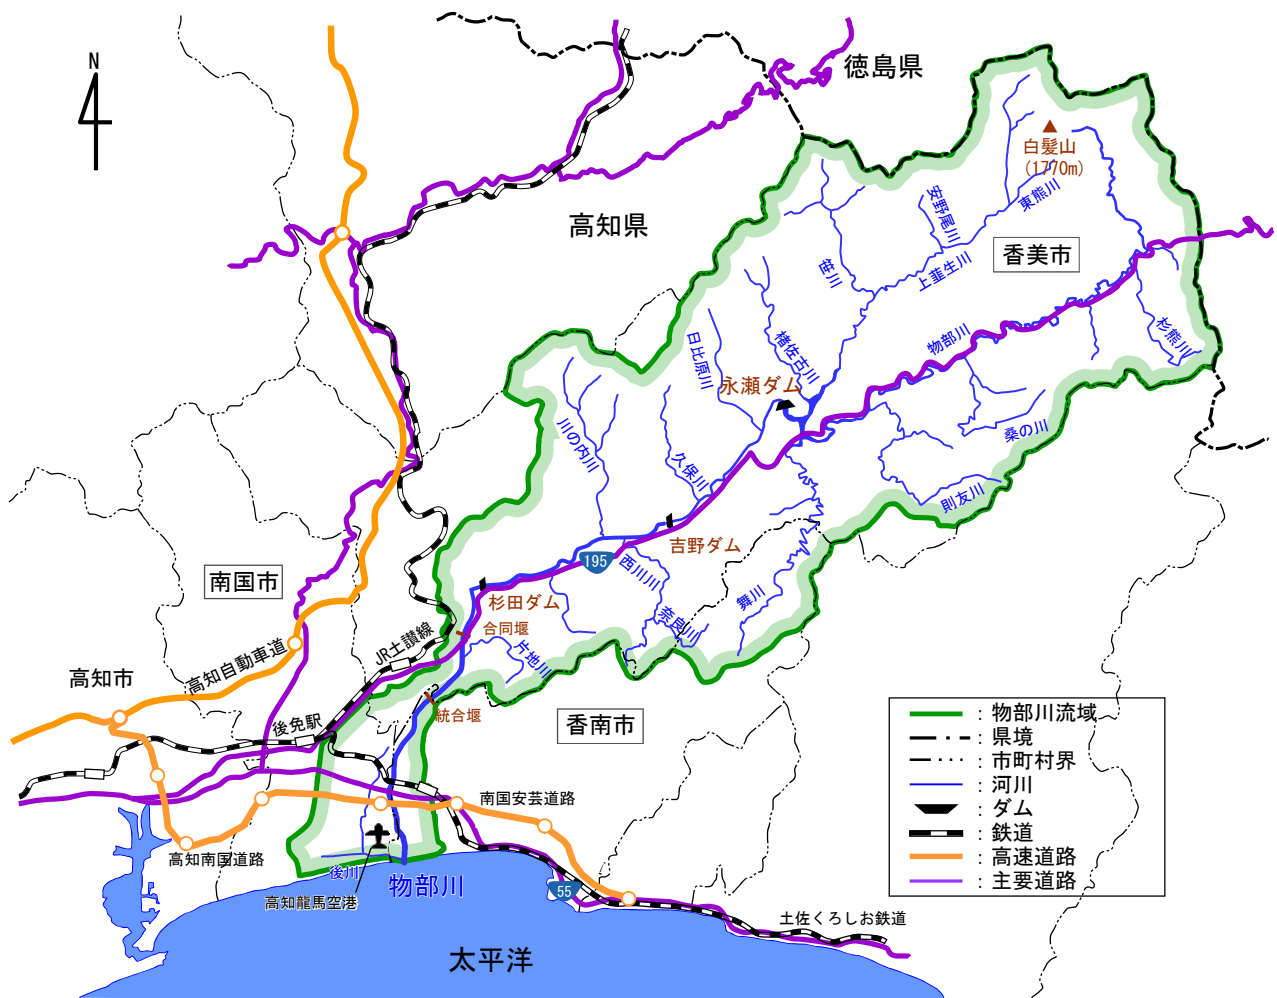 N
徳島県
白髪山
(1770m)
東熊川
安野尾川
高知県
香美市
笹川
上韮生川
物部川
杉熊川
日比原川
楮佐古川
永瀬ダム
川の内川
久保川
桑の川
則友川
吉野ダム
195
西川川
南国市
杉田ダム
舞川
奈良川
合同堰
JR土讃線
片地川
高知自動車道
高知市
統合堰
後免駅
香南市
南国安芸道路
高知南国道路
後川
物部川
高知龍馬空港
55
土佐くろしお鉄道
太平洋
：物部川流域
：県境
：市町村界
：河川
：ダム
：鉄道
：高速道路
：主要道路